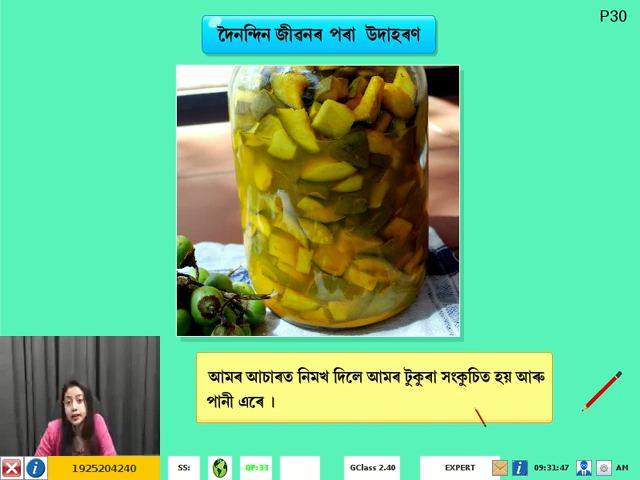 P30
দৈনন্দিন জীৱনৰ পৰা উদাহৰণ
আমৰ আচাৰত নিমখ দিলে আমৰ টুকুৰা সংকুচিত হয় আৰু
পানী এৰে ।
1925204240
SS:
QF:33
GClass 2.40
EXPERT
09:31:47
AM